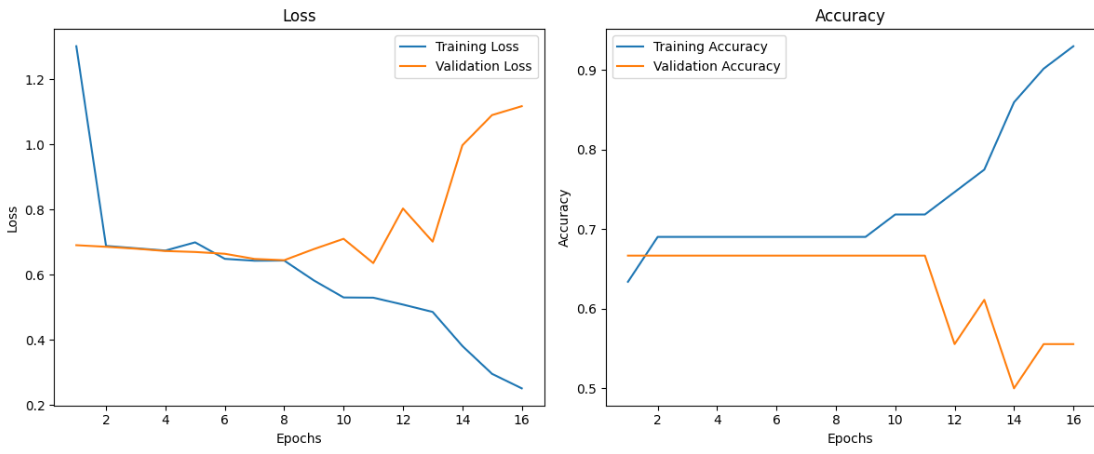 Loss
Training Loss
Validation Loss
1.2
1.0
0.8
0.6
0.4
0.2
Loss
2
4
6
8
10
12
14
16
Epochs
Accuracy
Training Accuracy
Validation Accuracy
0.9
0.8
0.7
0.6
0.5
Accuracy
2
4
6
8
10
12
14
16
Epochs